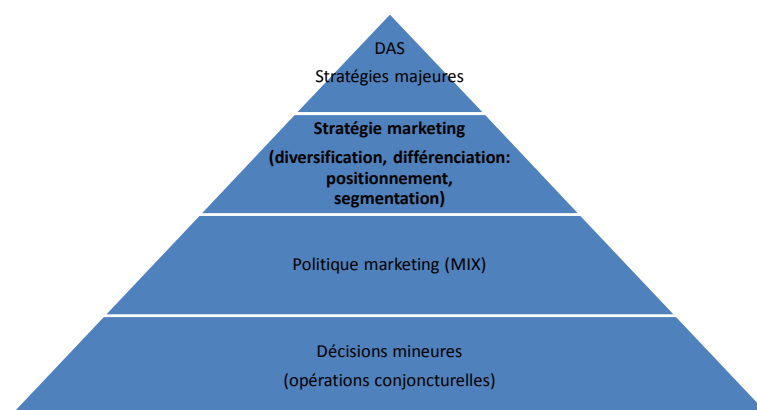 DAS
Stratégies majeures
Stratégie marketing
(diversification, différenciation:
positionnement,
segmentation)
Politique marketing (MIX)
Décisions mineures
(opérations conjoncturelles)